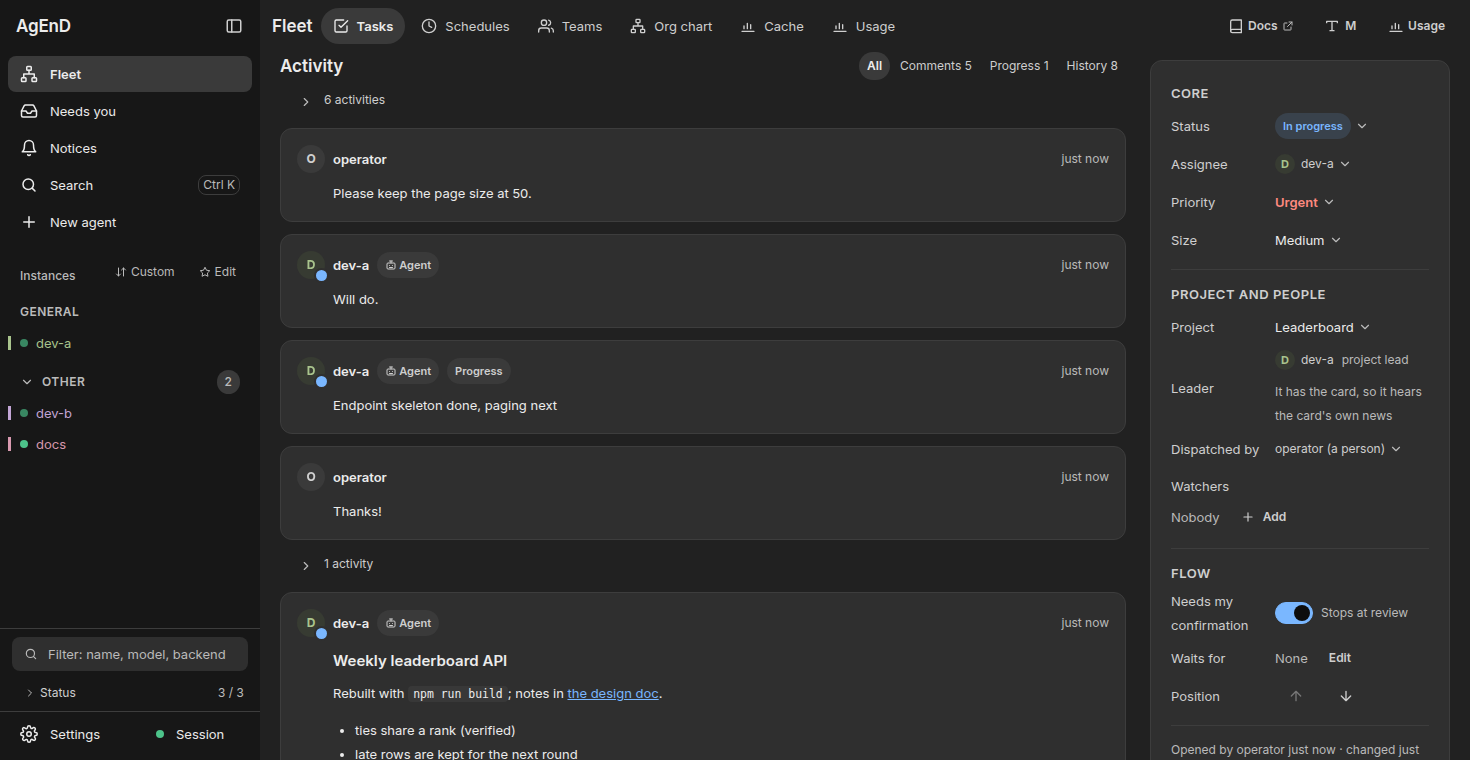 AgEnD
Fleet
Needs you
Notices
Search
Ctrl K
New agent
Instances
Custom
Edit
GENERAL
dev-a
OTHER
2
dev-b
docs
Filter: name, model, backend
Status
3 / 3
Settings
Session
Fleet
Tasks
Schedules
Teams
Org chart
Cache
Usage
Docs
M
Usage
Activity
All
Comments 5
Progress 1
History 8
6 activities
O
operator
just now
Please keep the page size at 50.
D
dev-a
Agent
just now
Will do.
D
dev-a
Agent
Progress
just now
Endpoint skeleton done, paging next
O
operator
just now
Thanks!
1 activity
D
dev-a
Agent
just now
Weekly leaderboard API
Rebuilt with npm run build; notes in the design doc.
• ties share a rank (verified)
• late rows are kept for the next round
CORE
Status
In progress
Assignee
D
dev-a
Priority
Urgent
Size
Medium
PROJECT AND PEOPLE
Project
Leaderboard
Leader
D
dev-a project lead
It has the card, so it hears
the card's own news
Dispatched by
operator (a person)
Watchers
Nobody
Add
FLOW
Needs my
confirmation
Stops at review
Waits for
None
Edit
Position
Opened by operator just now · changed just